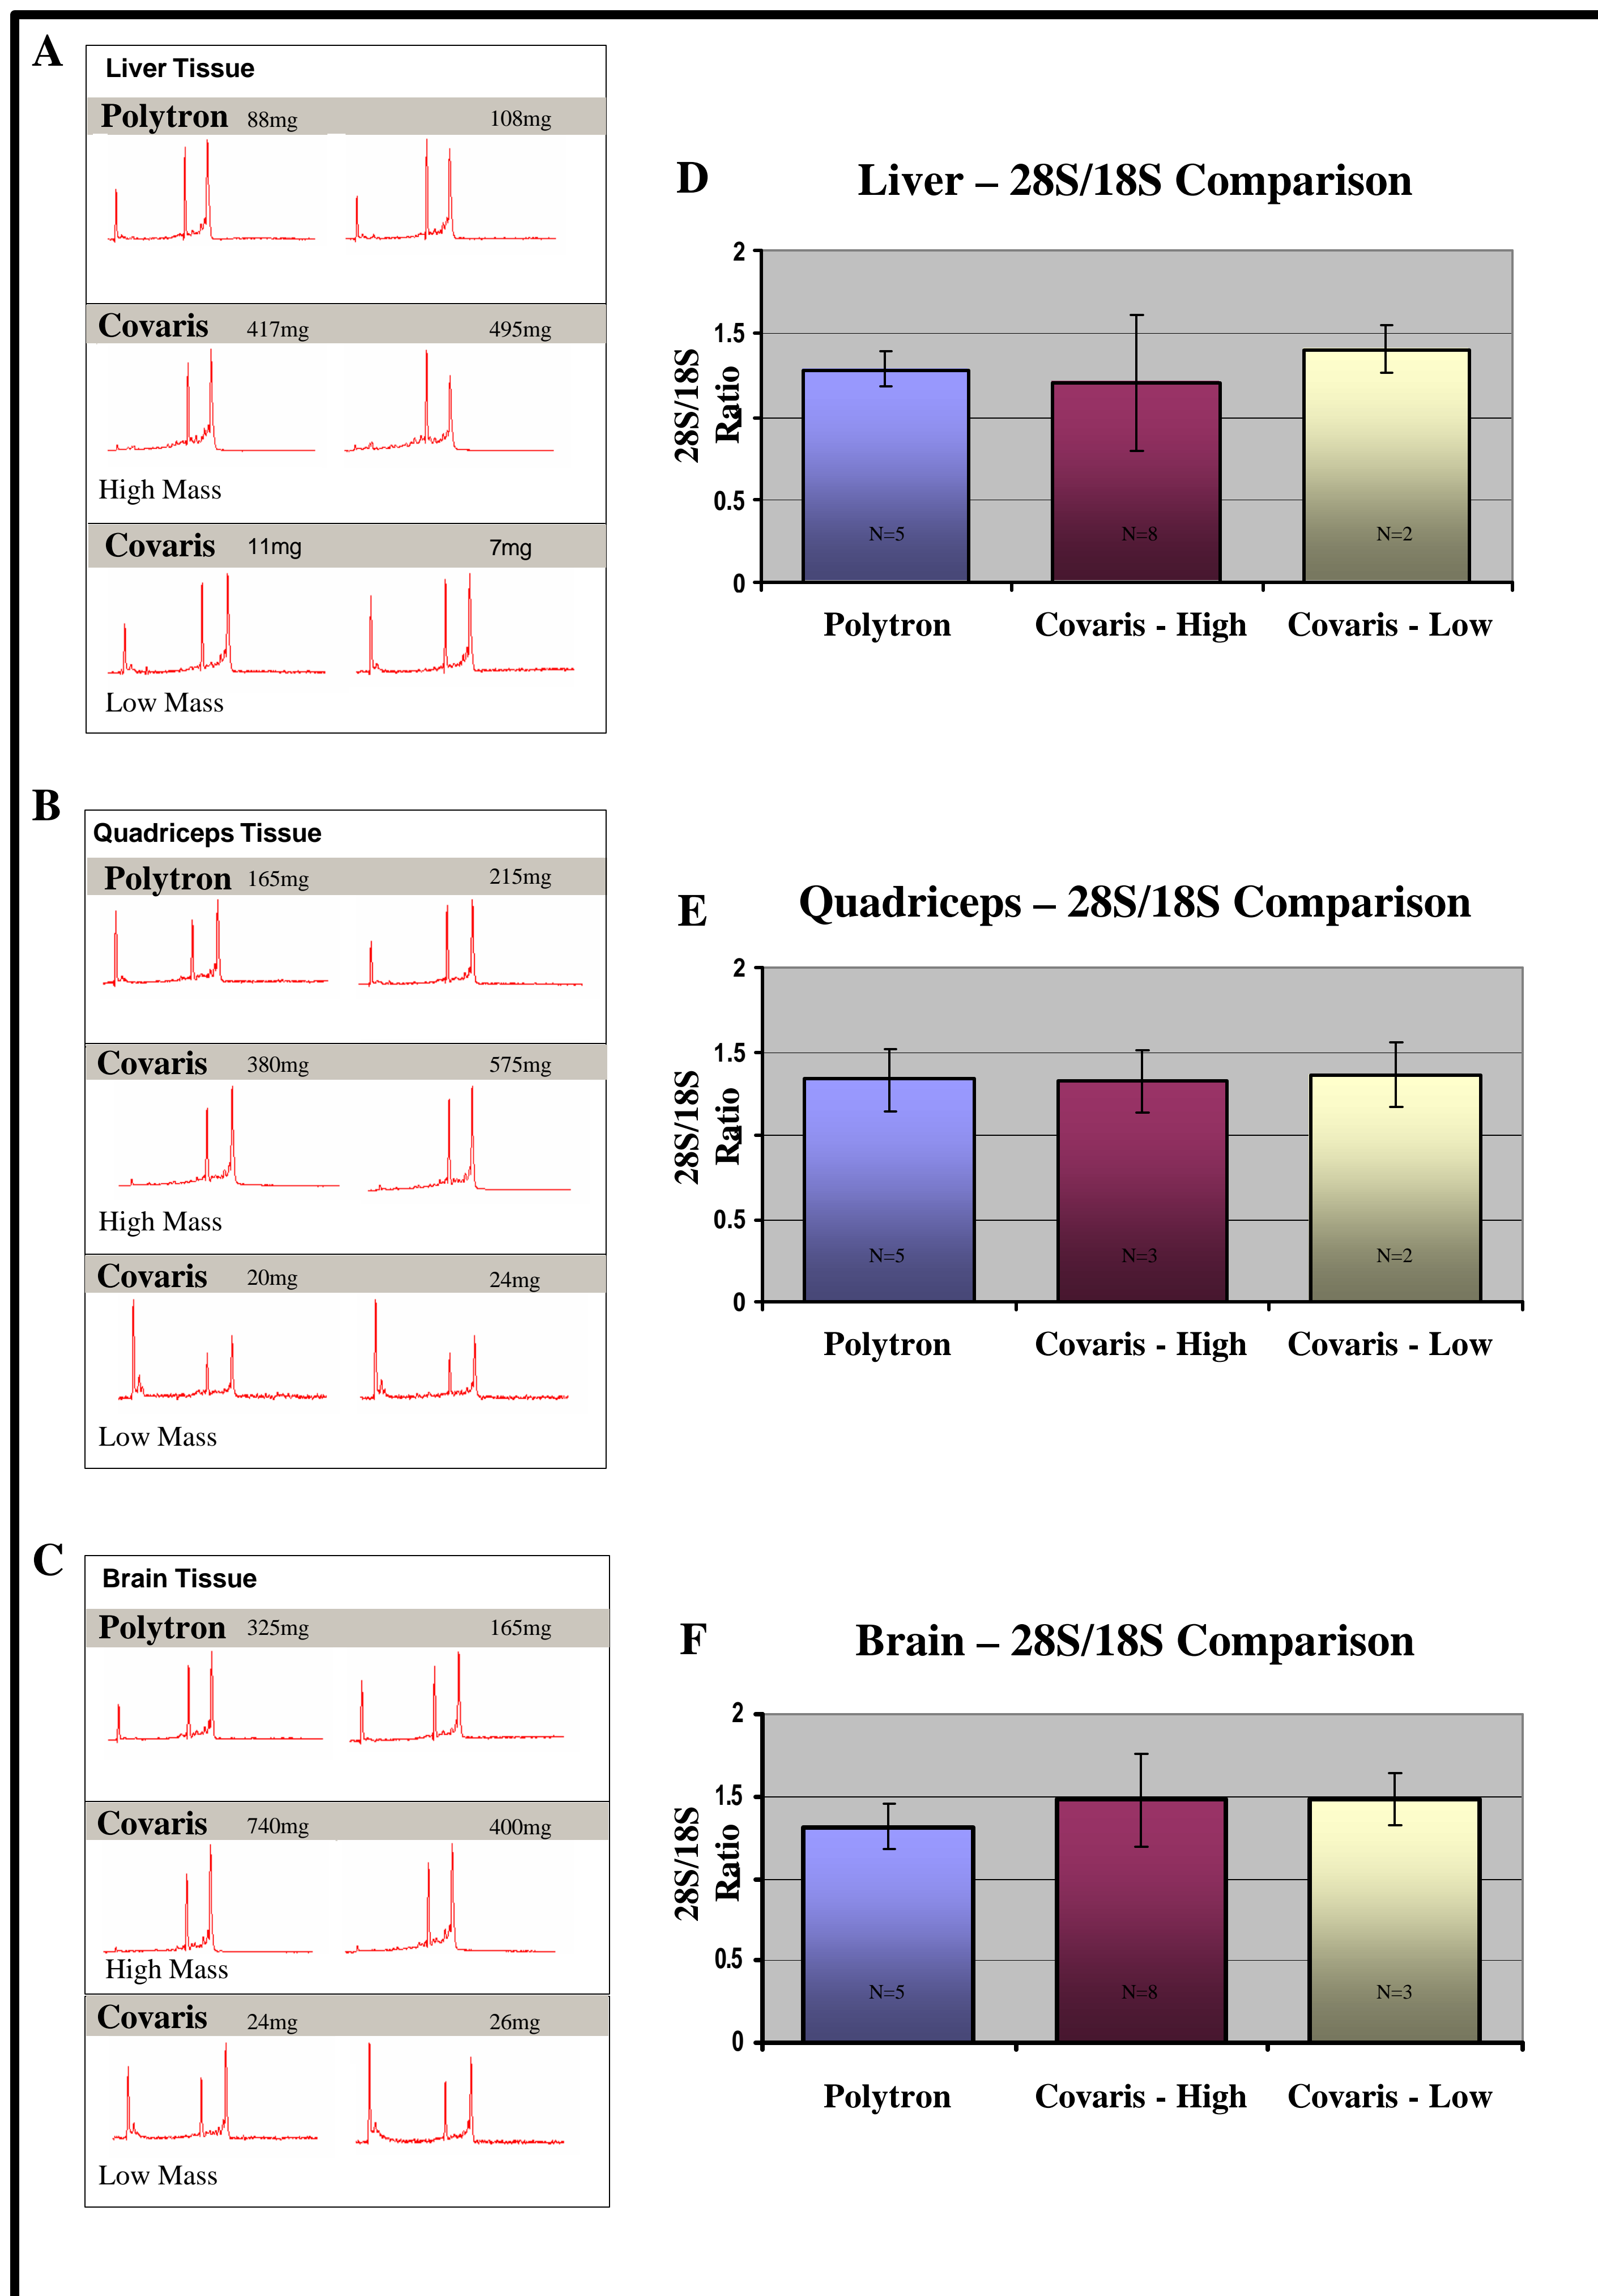 A
Liver Tissue
Polytron 88mg 108mg
Covaris 417mg 495mg
High Mass
Covaris 11mg 7mg
Low Mass
D
Liver – 28S/18S Comparison
2
1.5
1
0.5
0
28S/18S
Ratio
N=5 N=8 N=2
Polytron Covaris - High Covaris - Low
B
Quadriceps Tissue
Polytron 165mg 215mg
Covaris 380mg 575mg
High Mass
Covaris 20mg 24mg
Low Mass
E
Quadriceps – 28S/18S Comparison
2
1.5
1
0.5
0
28S/18S
Ratio
N=5 N=3 N=2
Polytron Covaris - High Covaris - Low
C
Brain Tissue
Polytron 325mg 165mg
Covaris 740mg 400mg
High Mass
Covaris 24mg 26mg
Low Mass
F
Brain – 28S/18S Comparison
2
1.5
1
0.5
0
28S/18S
Ratio
N=5 N=8 N=3
Polytron Covaris - High Covaris - Low